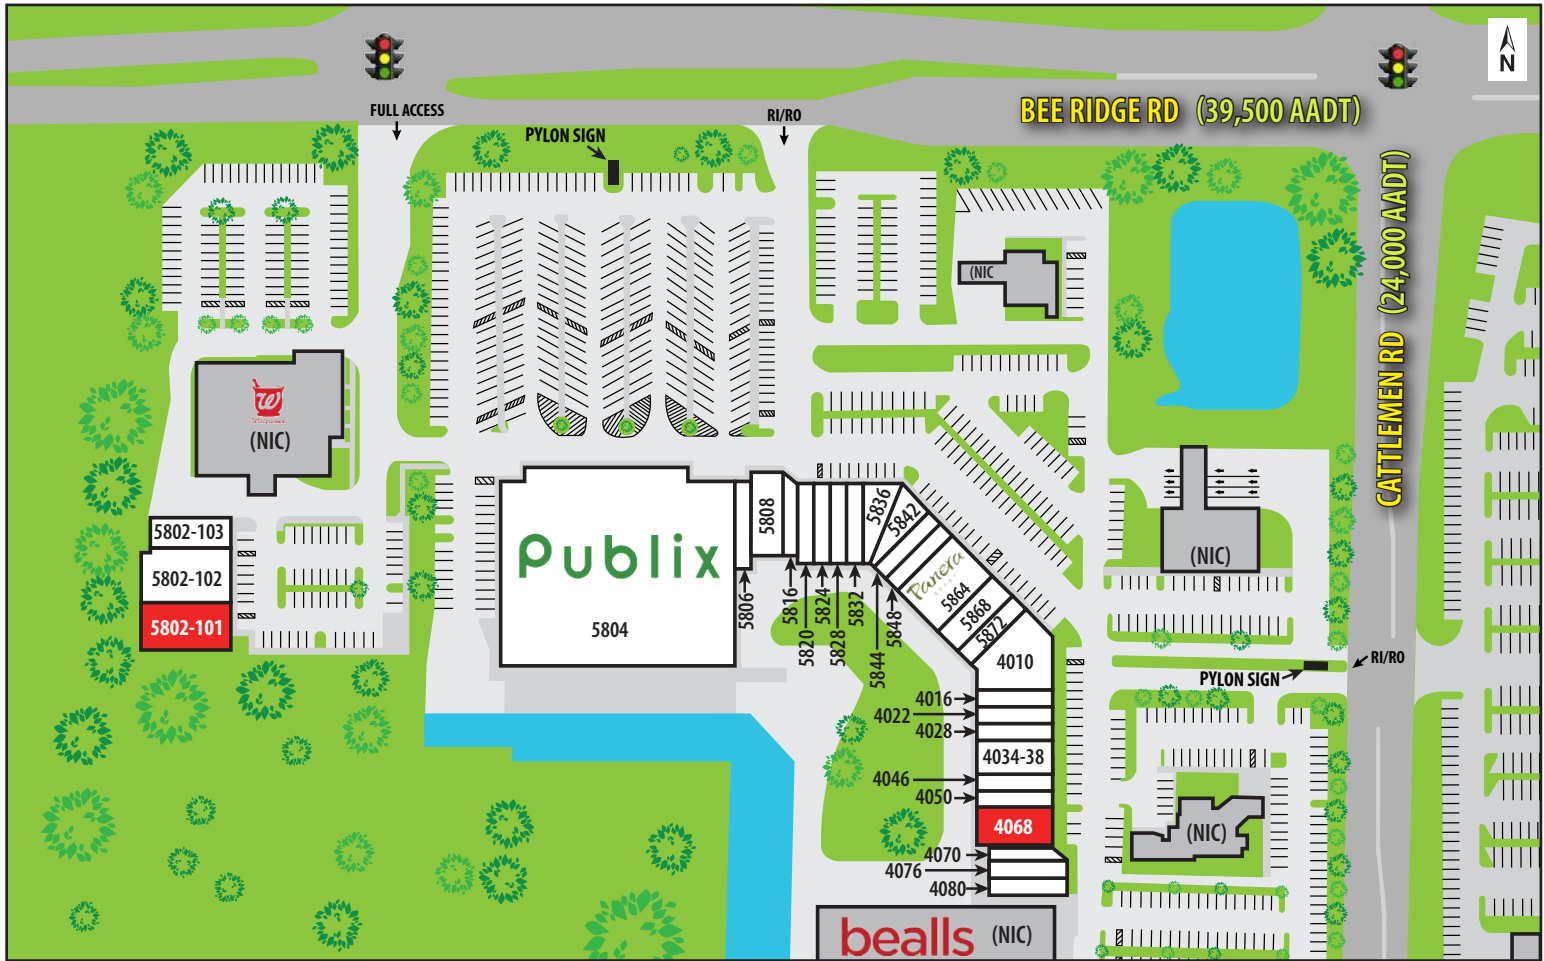 N
FULL ACCESS
PYLON SIGN
RI/RO
BEE RIDGE RD (39,500 AADT)
CATTLEMEN RD (24,000 AADT)
(NIC
W
(NIC)
5802-103
5802-102
5802-101
Publix
5804
5806
5808
5816
5820
5824
5828
5832
5836
5842
5844
5848
Panera
5864
5868
5872
4010
4016
4022
4028
4034-38
4046
4050
4068
4070
4076
4080
bealls (NIC)
(NIC)
RI/RO
PYLON SIGN
(NIC)